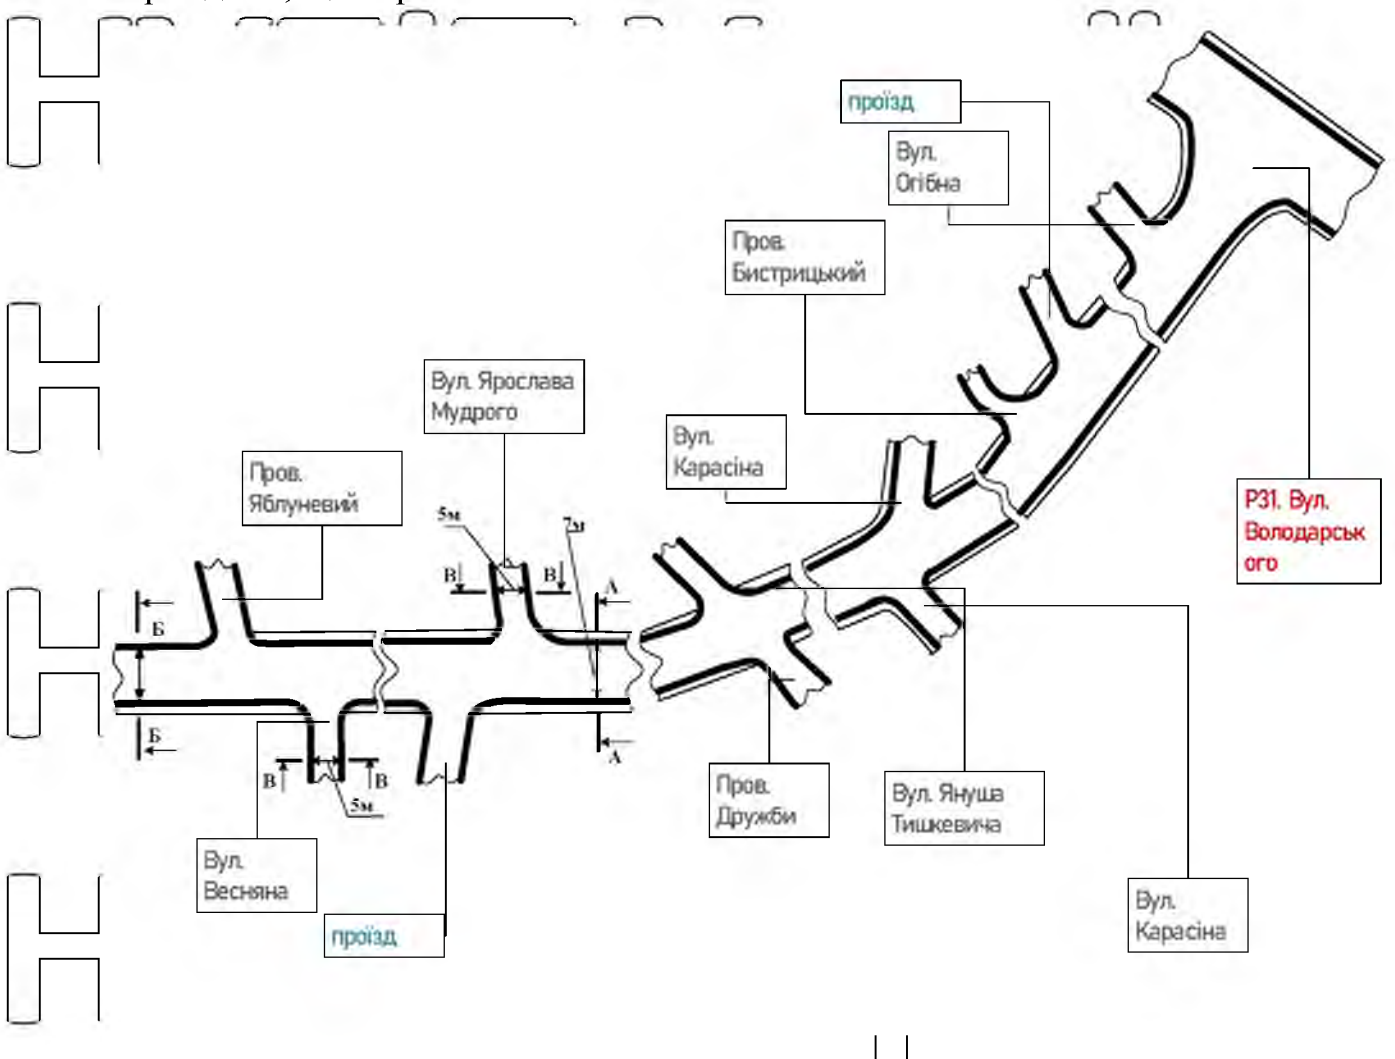 проїзд
Вул.
Огібна
Пров.
Бистрицький
Вул. Ярослава
Мудрого
Вул.
Карасіна
Пров.
Яблуневий
Р31. Вул.
Володарськ
ого
5м
7м
В
В
А
Б
Б
А
В
В
5м
Пров.
Дружби
Вул. Януша
Тишкевича
Вул.
Весняна
Вул.
Карасіна
проїзд